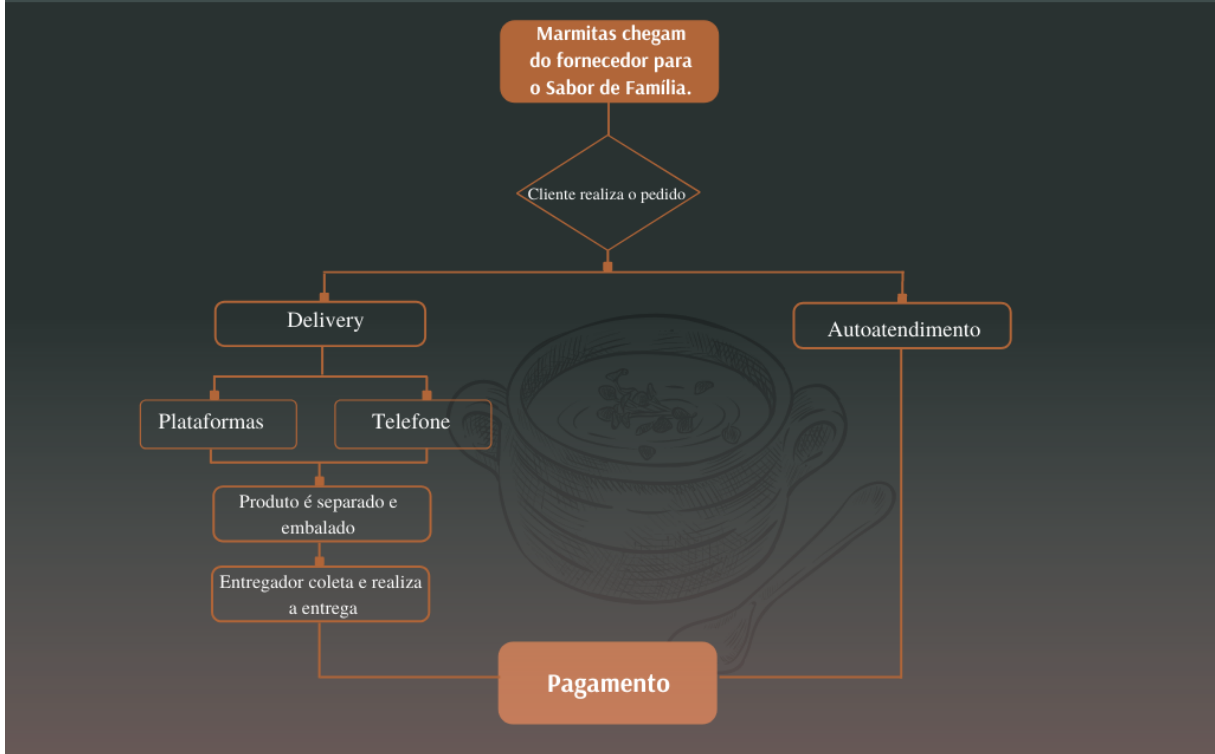 Marmitas chegam
do fornecedor para
o Sabor de Família.
Cliente realiza o pedido
Delivery
Autoatendimento
Plataformas
Telefone
Produto é separado e
embalado
Entregador coleta e realiza
a entrega
Pagamento